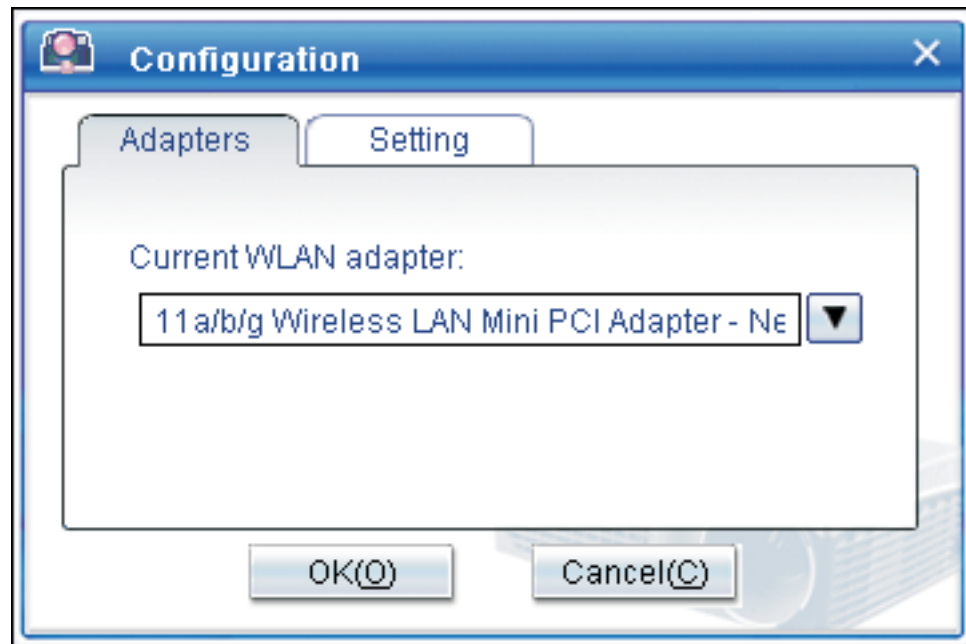 Configuration
Adapters
Setting
Current WLAN adapter:
11a/b/g Wireless LAN Mini PCI Adapter - Ne
OK(O)
Cancel(C)